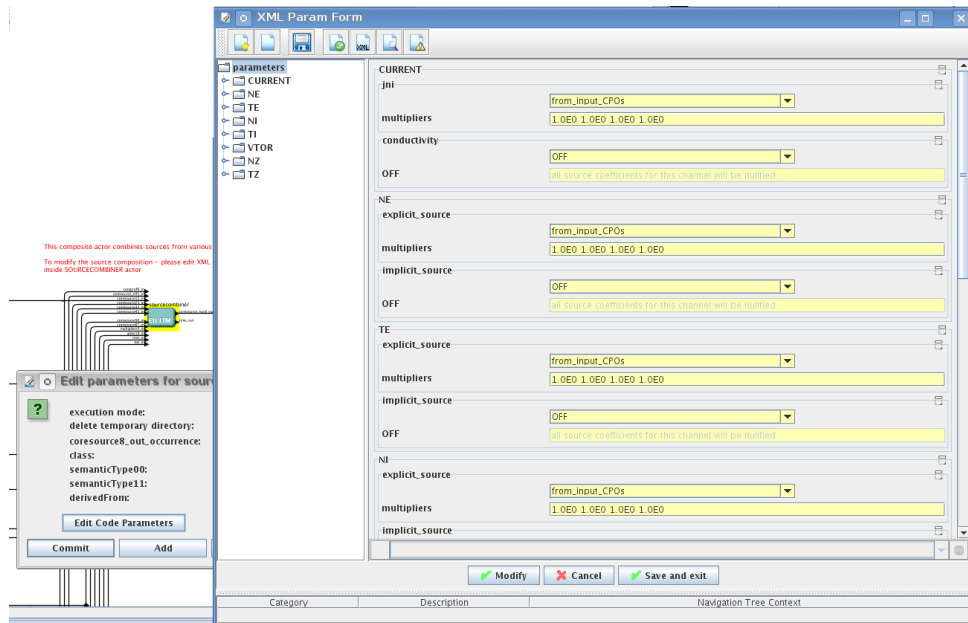 XML Param Form
XML
parameters
CURRENT
NE
TE
NI
TI
VTOR
NZ
TZ
CURRENT
jni
from_input_CPOs
multipliers
1.0E0 1.0E0 1.0E0 1.0E0
conductivity
OFF
OFF
all source coefficients for this channel will be nullified
NE
explicit_source
from_input_CPOs
multipliers
1.0E0 1.0E0 1.0E0 1.0E0
implicit_source
OFF
OFF
all source coefficients for this channel will be nullified
TE
explicit_source
from_input_CPOs
multipliers
1.0E0 1.0E0 1.0E0 1.0E0
implicit_source
OFF
OFF
all source coefficients for this channel will be nullified
NI
explicit_source
from_input_CPOs
multipliers
1.0E0 1.0E0 1.0E0 1.0E0
implicit_source
Modify
Cancel
Save and exit
Category
Description
Navigation Tree Context
This composite actor combines sources from various
To modify the source composition - please edit XML
inside SOURCECOMBINER actor
sourcecombiner
Edit parameters for sour
?
execution mode:
delete temporary directory:
coresource8_out_occurrence:
class:
semanticType00:
semanticType11:
derivedFrom:
Edit Code Parameters
Commit
Add